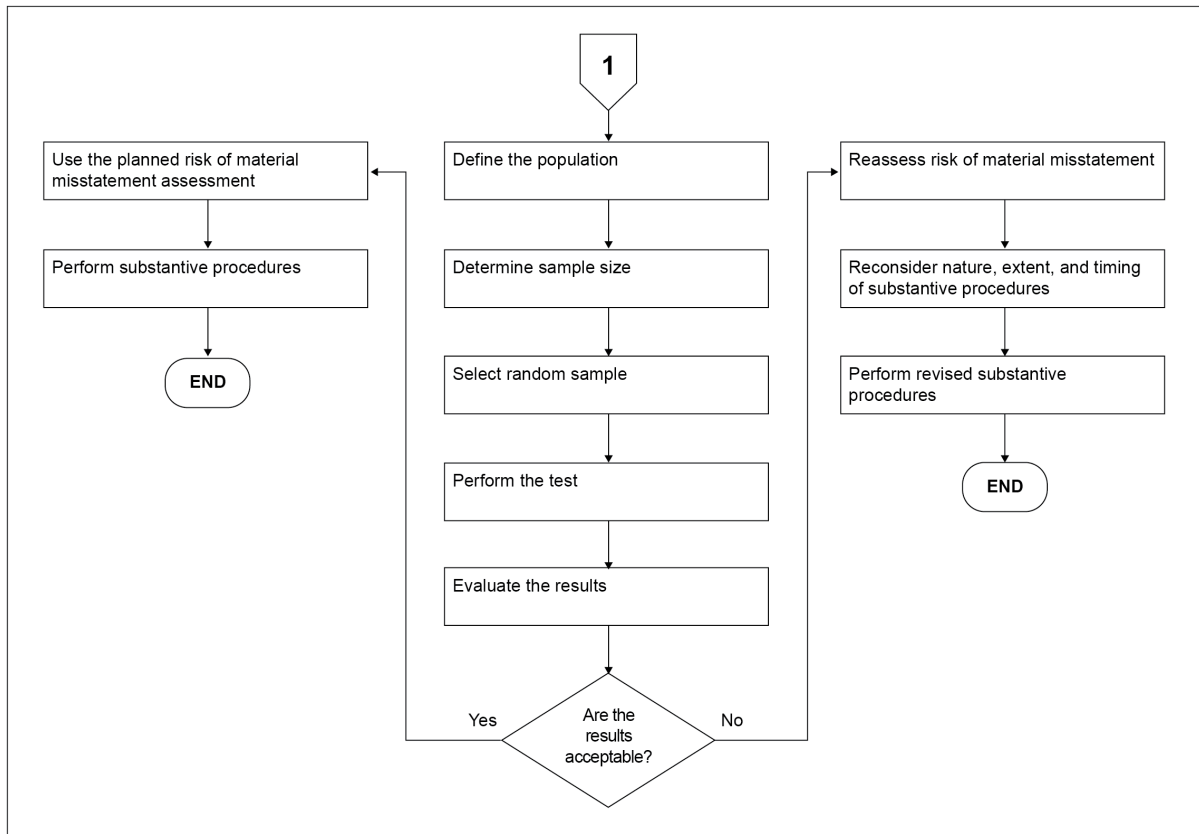 1
Define the population
Determine sample size
Select random sample
Perform the test
Evaluate the results
Are the
results
acceptable?
Yes
Use the planned risk of material
misstatement assessment
Perform substantive procedures
END
No
Reassess risk of material misstatement
Reconsider nature, extent, and timing
of substantive procedures
Perform revised substantive
procedures
END